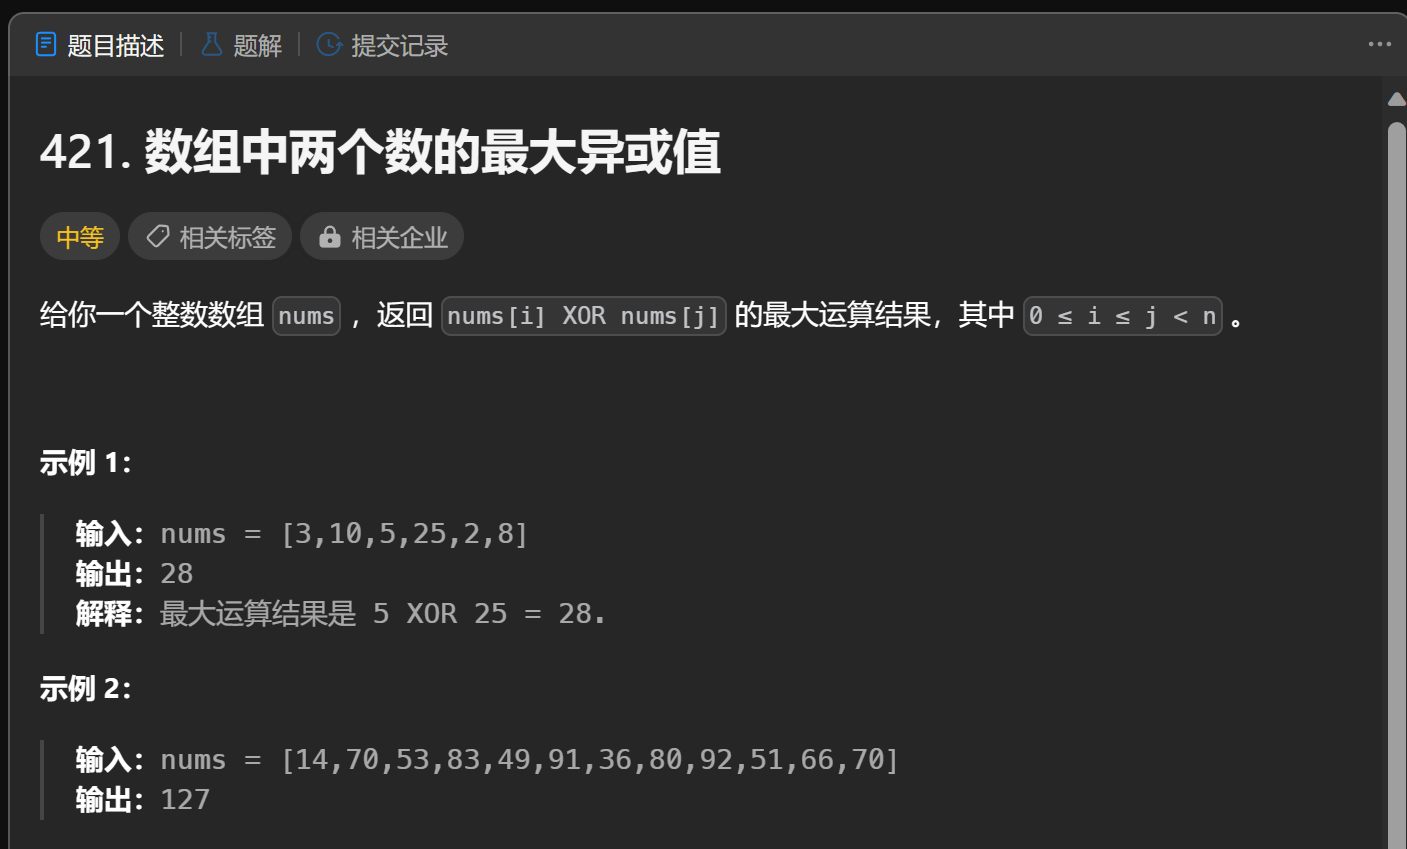 题目描述 | 题解 | 提交记录
421. 数组中两个数的最大异或值
中等 相关标签 相关企业
给你一个整数数组 nums ，返回 nums[i] XOR nums[j] 的最大运算结果，其中 0 ≤ i ≤ j < n 。
示例 1：
输入：nums = [3,10,5,25,2,8]
输出：28
解释：最大运算结果是 5 XOR 25 = 28.
示例 2：
输入：nums = [14,70,53,83,49,91,36,80,92,51,66,70]
输出：127